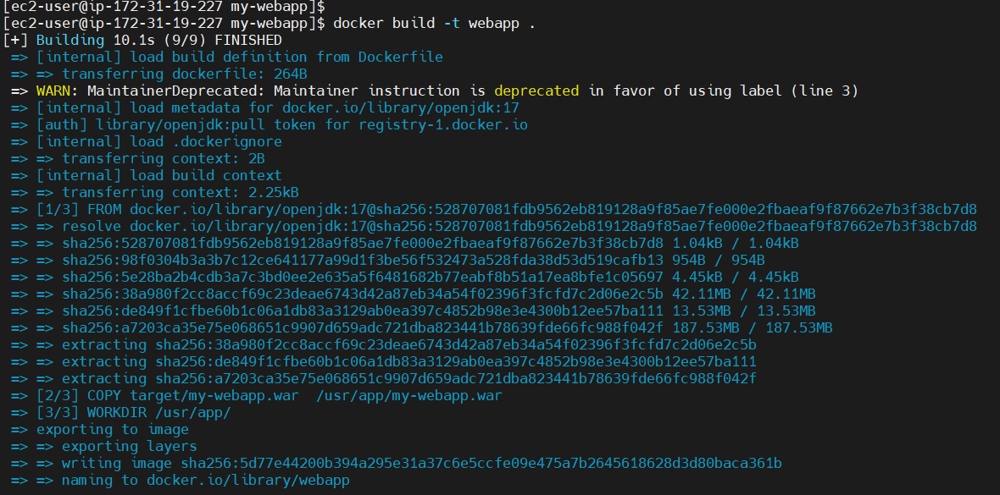 [ec2-user@ip-172-31-19-227 my-webapp]$
[ec2-user@ip-172-31-19-227 my-webapp]$ docker build -t webapp .
[+] Building 10.1s (9/9) FINISHED
=> [internal] load build definition from Dockerfile
=> => transferring dockerfile: 264B
=> WARN: MaintainerDeprecated: Maintainer instruction is deprecated in favor of using label (line 3)
=> [internal] load metadata for docker.io/library/openjdk:17
=> [auth] library/openjdk:pull token for registry-1.docker.io
=> [internal] load .dockerignore
=> => transferring context: 2B
=> [internal] load build context
=> => transferring context: 2.25kB
=> [1/3] FROM docker.io/library/openjdk:17@sha256:528707081fdb9562eb819128a9f85ae7fe000e2fbaeaf9f87662e7b3f38cb7d8
=> => resolve docker.io/library/openjdk:17@sha256:528707081fdb9562eb819128a9f85ae7fe000e2fbaeaf9f87662e7b3f38cb7d8
=> => sha256:528707081fdb9562eb819128a9f85ae7fe000e2fbaeaf9f87662e7b3f38cb7d8 1.04kB / 1.04kB
=> => sha256:98f0304b3a3b7c12ce641177a99d1f3be56f532473a528fda38d53d519cafb13 954B / 954B
=> => sha256:5e28ba2b4cdb3a7c3bd0ee2e635a5f6481682b77eabf8b51a17ea8bfe1c05697 4.45kB / 4.45kB
=> => sha256:38a980f2cc8accf69c23deae6743d42a87eb34a54f02396f3fcfd7c2d06e2c5b 42.11MB / 42.11MB
=> => sha256:de849f1cfbe60b1c06a1db83a3129ab0ea397c4852b98e3e4300b12ee57ba111 13.53MB / 13.53MB
=> => sha256:a7203ca35e75e068651c9907d659adc721dba823441b78639fde66fc988f042f 187.53MB / 187.53MB
=> => extracting sha256:38a980f2cc8accf69c23deae6743d42a87eb34a54f02396f3fcfd7c2d06e2c5b
=> => extracting sha256:de849f1cfbe60b1c06a1db83a3129ab0ea397c4852b98e3e4300b12ee57ba111
=> => extracting sha256:a7203ca35e75e068651c9907d659adc721dba823441b78639fde66fc988f042f
=> [2/3] COPY target/my-webapp.war  /usr/app/my-webapp.war
=> [3/3] WORKDIR /usr/app/
=> exporting to image
=> => exporting layers
=> => writing image sha256:5d77e44200b394a295e31a37c6e5ccfe09e475a7b2645618628d3d80baca361b
=> => naming to docker.io/library/webapp